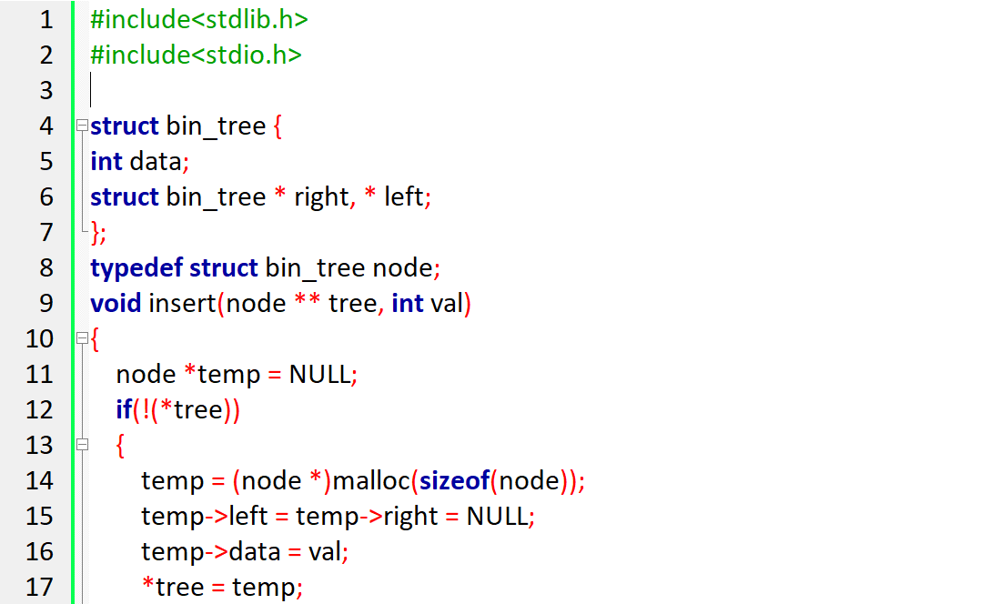 1 #include<stdlib.h>
2 #include<stdio.h>
3
4 struct bin_tree {
5 int data;
6 struct bin_tree * right, * left;
7 };
8 typedef struct bin_tree node;
9 void insert(node ** tree, int val)
10 {
11 node *temp = NULL;
12 if(!(*tree))
13 {
14 temp = (node *)malloc(sizeof(node));
15 temp->left = temp->right = NULL;
16 temp->data = val;
17 *tree = temp;